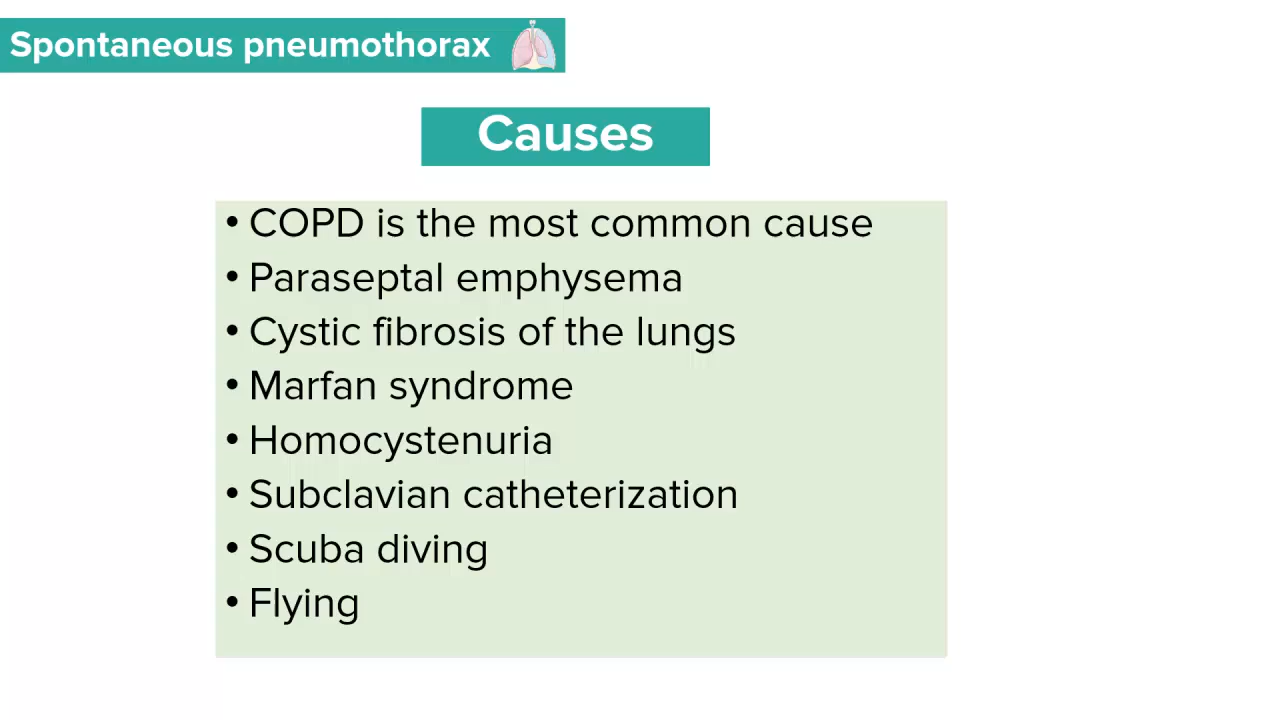 Spontaneous pneumothorax
Causes
• COPD is the most common cause
• Paraseptal emphysema
• Cystic fibrosis of the lungs
• Marfan syndrome
• Homocystenuria
• Subclavian catheterization
• Scuba diving
• Flying